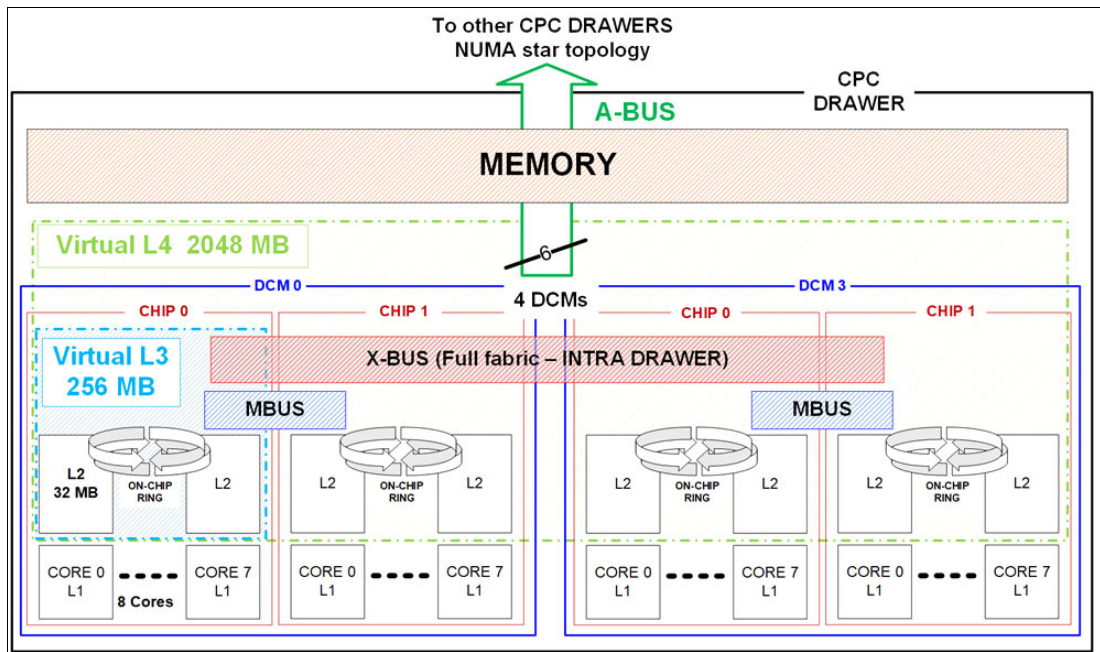 To other CPC DRAWERS
NUMA star topology
CPC
DRAWER
A-BUS
MEMORY
Virtual L4 2048 MB
6
DCM 0
4 DCMs
DCM 3
CHIP 0
CHIP 1
CHIP 0
CHIP 1
Virtual L3
256 MB
X-BUS (Full fabric – INTRA DRAWER)
MBUS
MBUS
L2
32 MB
ON-CHIP
RING
L2
L2
ON-CHIP
RING
L2
L2
ON-CHIP
RING
L2
L2
ON-CHIP
RING
L2
CORE 0
L1
8 Cores
CORE 7
L1
CORE 0
L1
CORE 7
L1
CORE 0
L1
CORE 7
L1
CORE 0
L1
CORE 7
L1